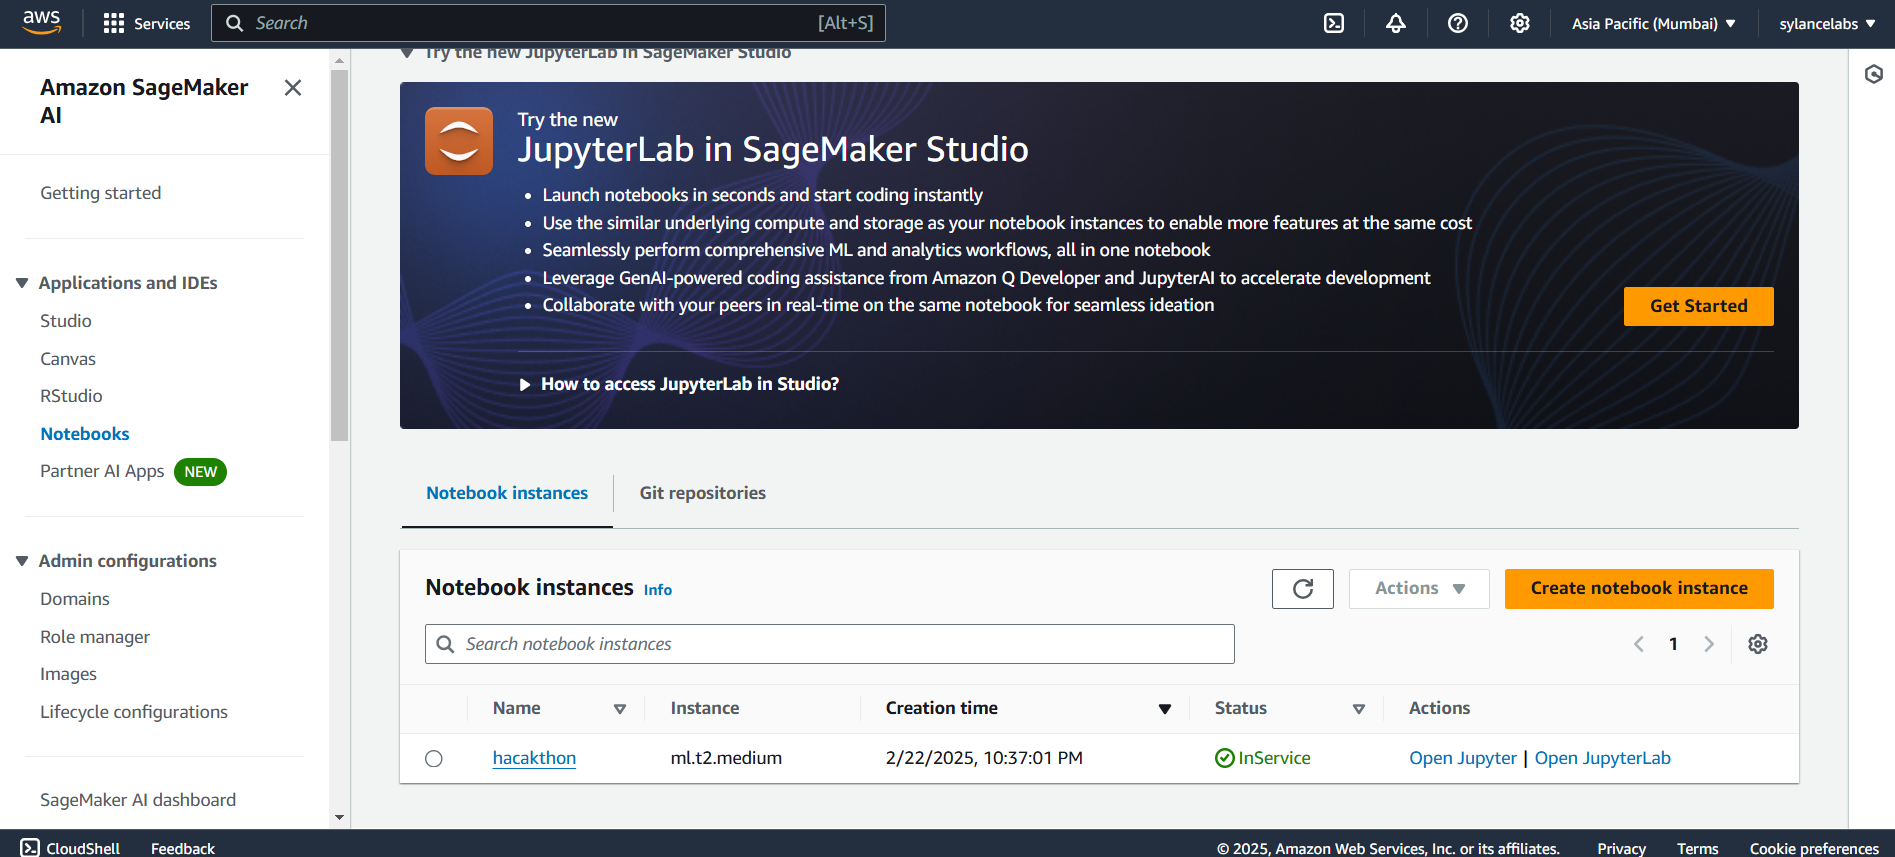 aws
Services
Search
[Alt+S]
Asia Pacific (Mumbai)
sylancelabs
Amazon SageMaker
AI
Getting started
Applications and IDEs
Studio
Canvas
RStudio
Notebooks
Partner AI Apps
NEW
Admin configurations
Domains
Role manager
Images
Lifecycle configurations
SageMaker AI dashboard
Try the new JupyterLab in SageMaker Studio
Try the new
JupyterLab in SageMaker Studio
Launch notebooks in seconds and start coding instantly
Use the similar underlying compute and storage as your notebook instances to enable more features at the same cost
Seamlessly perform comprehensive ML and analytics workflows, all in one notebook
Leverage GenAI-powered coding assistance from Amazon Q Developer and JupyterAI to accelerate development
Collaborate with your peers in real-time on the same notebook for seamless ideation
Get Started
How to access JupyterLab in Studio?
Notebook instances
Git repositories
Notebook instances Info
Actions
Create notebook instance
Search notebook instances
1
Name Instance Creation time Status Actions
hacakthon ml.t2.medium 2/22/2025, 10:37:01 PM InService Open Jupyter | Open JupyterLab
CloudShell Feedback © 2025, Amazon Web Services, Inc. or its affiliates. Privacy Terms Cookie preferences